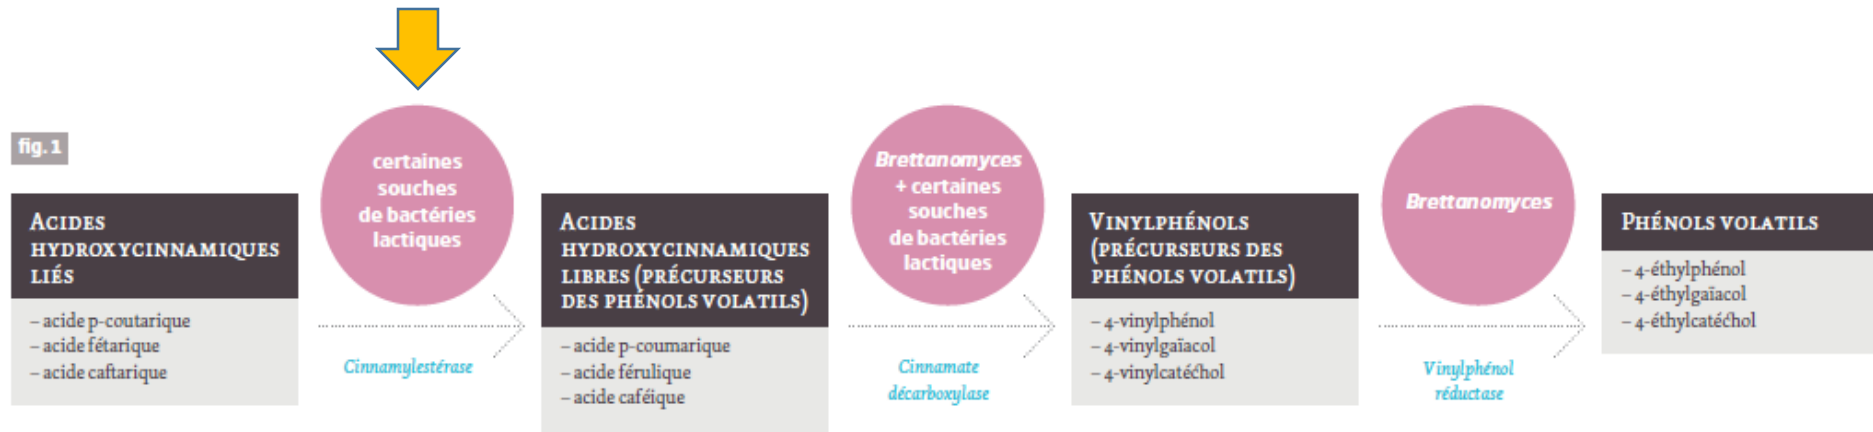 fig. 1
ACIDES
HYDROXYCINNAMIQUES
LIÉS
– acide p-coutarique
– acide fétarique
– acide caftarique
certaines
souches
de bactéries
lactiques
Cinnamylestérase
ACIDES
HYDROXYCINNAMIQUES
LIBRES (PRÉCURSEURS
DES PHÉNOLS VOLATILS)
– acide p-coumarique
– acide férulique
– acide caféique
Brettanomyces
+ certaines
souches
de bactéries
lactiques
Cinnamate
décarboxylase
VINYLPHÉNOLS
(PRÉCURSEURS DES
PHÉNOLS VOLATILS)
– 4-vinylphénol
– 4-vinylgaïacol
– 4-vinylcatéchol
Brettanomyces
Vinylphénol
réductase
PHÉNOLS VOLATILS
– 4-éthylphénol
– 4-éthylgaïacol
– 4-éthylcatéchol